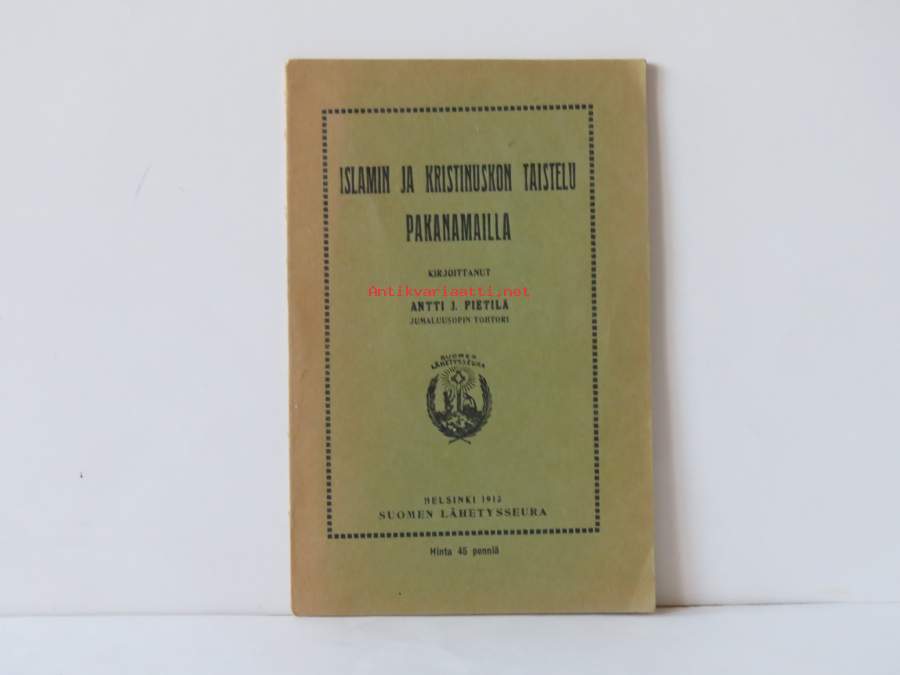 ISLAMIN JA KRISTINUSKON TAISTELU
PAKANAMAILLA
KIRJOITTANUT
Antikvariaatti.net
ANTTI J. PIETILÄ
JUMALUUSOPIN TOHTORI
SUOMEN
LÄHETYSSEURA
HELSINKI 1913
SUOMEN LÄHETYSSEURA
Hinta 45 penniä